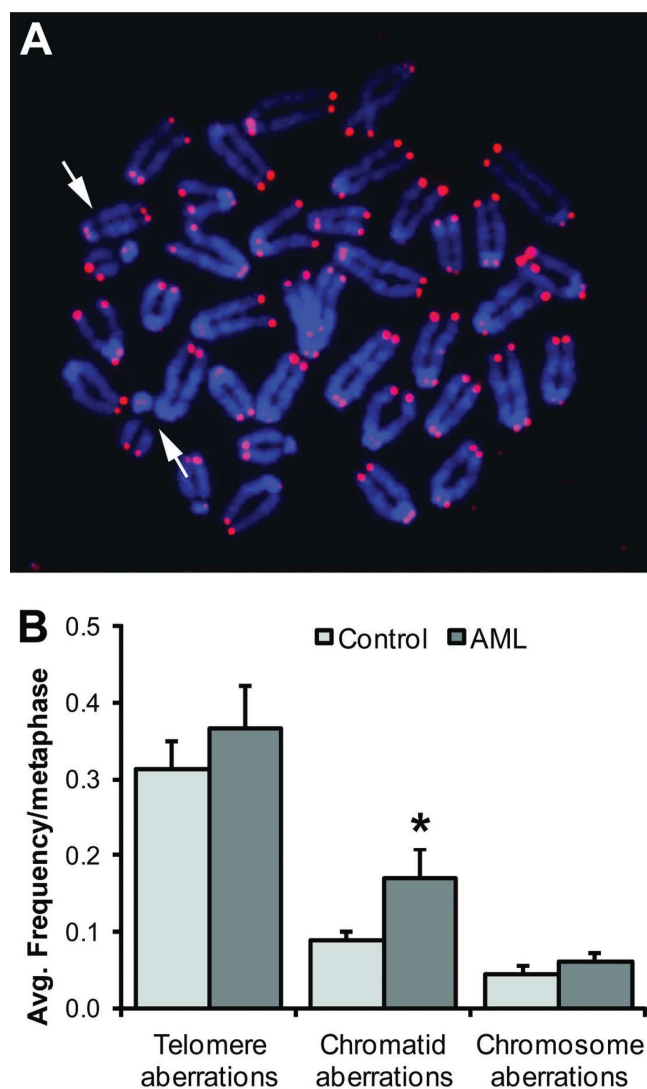 A
B
Avg. Frequency/metaphase
0.5
0.4
0.3
0.2
0.1
0.0
Control AML
*
Telomere aberrations
Chromatid aberrations
Chromosome aberrations